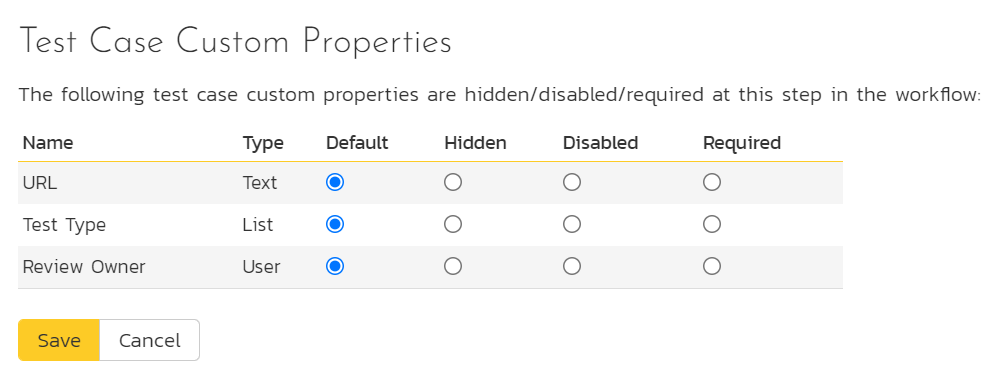 Test Case Custom Properties
The following test case custom properties are hidden/disabled/required at this step in the workflow:
Name Type Default Hidden Disabled Required
URL Text
Test Type List
Review Owner User
Save Cancel